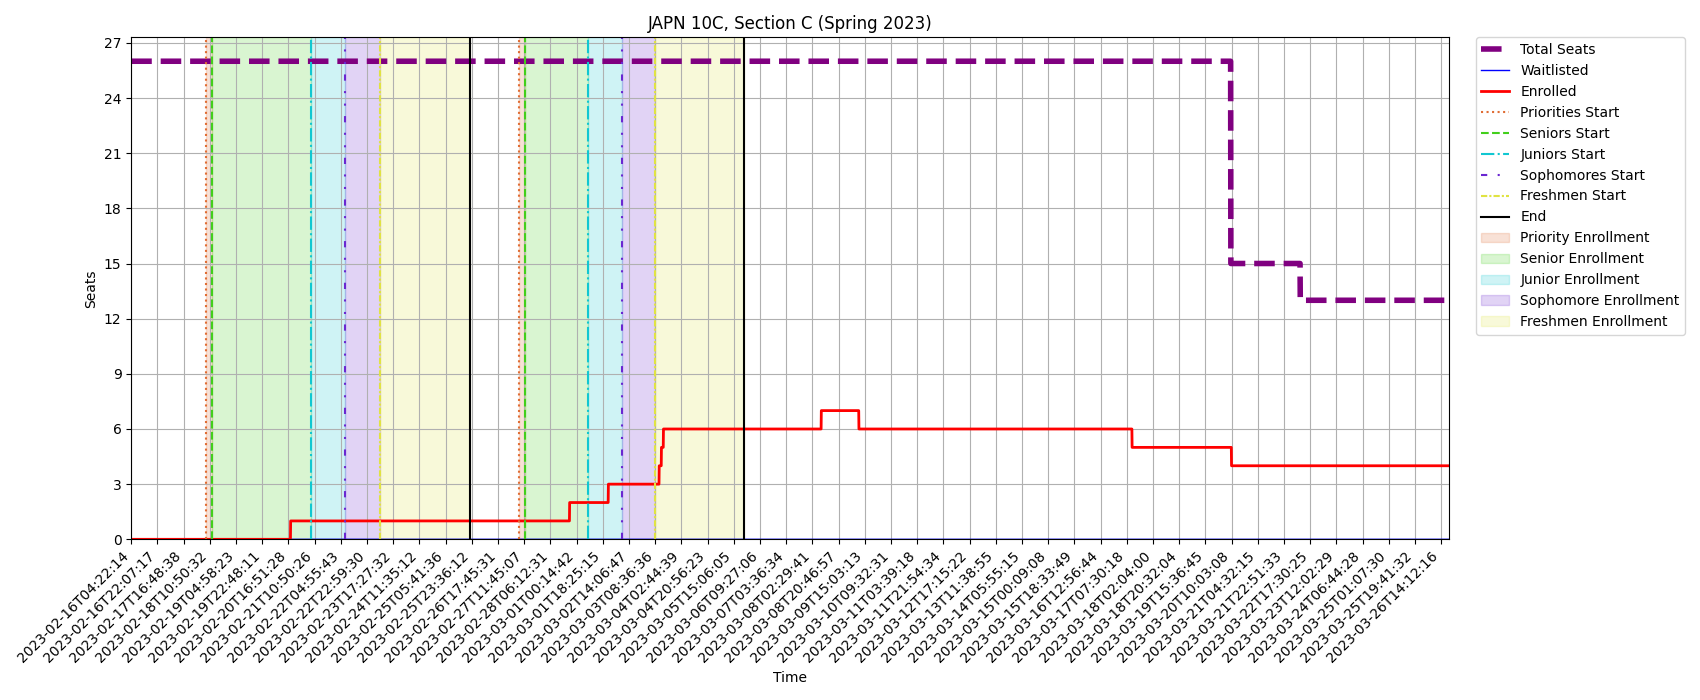 JAPN 10C, Section C (Spring 2023)
Seats
27
24
21
18
15
12
9
6
3
0
2023-02-16T04:22:14
2023-02-16T22:07:17
2023-02-17T16:48:38
2023-02-18T10:50:32
2023-02-19T04:58:23
2023-02-19T22:48:11
2023-02-20T16:51:28
2023-02-21T10:50:26
2023-02-22T04:55:43
2023-02-22T22:59:30
2023-02-23T17:27:32
2023-02-24T11:35:12
2023-02-25T05:41:36
2023-02-25T23:36:12
2023-02-26T17:45:31
2023-02-27T11:45:07
2023-02-28T06:12:31
2023-03-01T00:14:42
2023-03-01T18:25:15
2023-03-02T14:06:47
2023-03-03T08:36:36
2023-03-04T02:44:39
2023-03-04T20:56:23
2023-03-05T15:06:05
2023-03-06T09:27:06
2023-03-07T03:36:34
2023-03-08T02:29:41
2023-03-08T20:46:57
2023-03-09T15:03:13
2023-03-10T09:32:31
2023-03-11T03:39:18
2023-03-11T21:54:34
2023-03-12T17:15:22
2023-03-13T11:38:55
2023-03-14T05:55:15
2023-03-15T00:09:08
2023-03-15T18:33:49
2023-03-16T12:56:44
2023-03-17T07:30:18
2023-03-18T02:04:00
2023-03-18T20:32:04
2023-03-19T15:36:45
2023-03-20T10:03:08
2023-03-21T04:32:15
2023-03-21T22:51:33
2023-03-22T17:30:25
2023-03-23T12:02:29
2023-03-24T06:44:28
2023-03-25T01:07:30
2023-03-25T19:41:32
2023-03-26T14:12:16
Time
Total Seats
Waitlisted
Enrolled
Priorities Start
Seniors Start
Juniors Start
Sophomores Start
Freshmen Start
End
Priority Enrollment
Senior Enrollment
Junior Enrollment
Sophomore Enrollment
Freshmen Enrollment